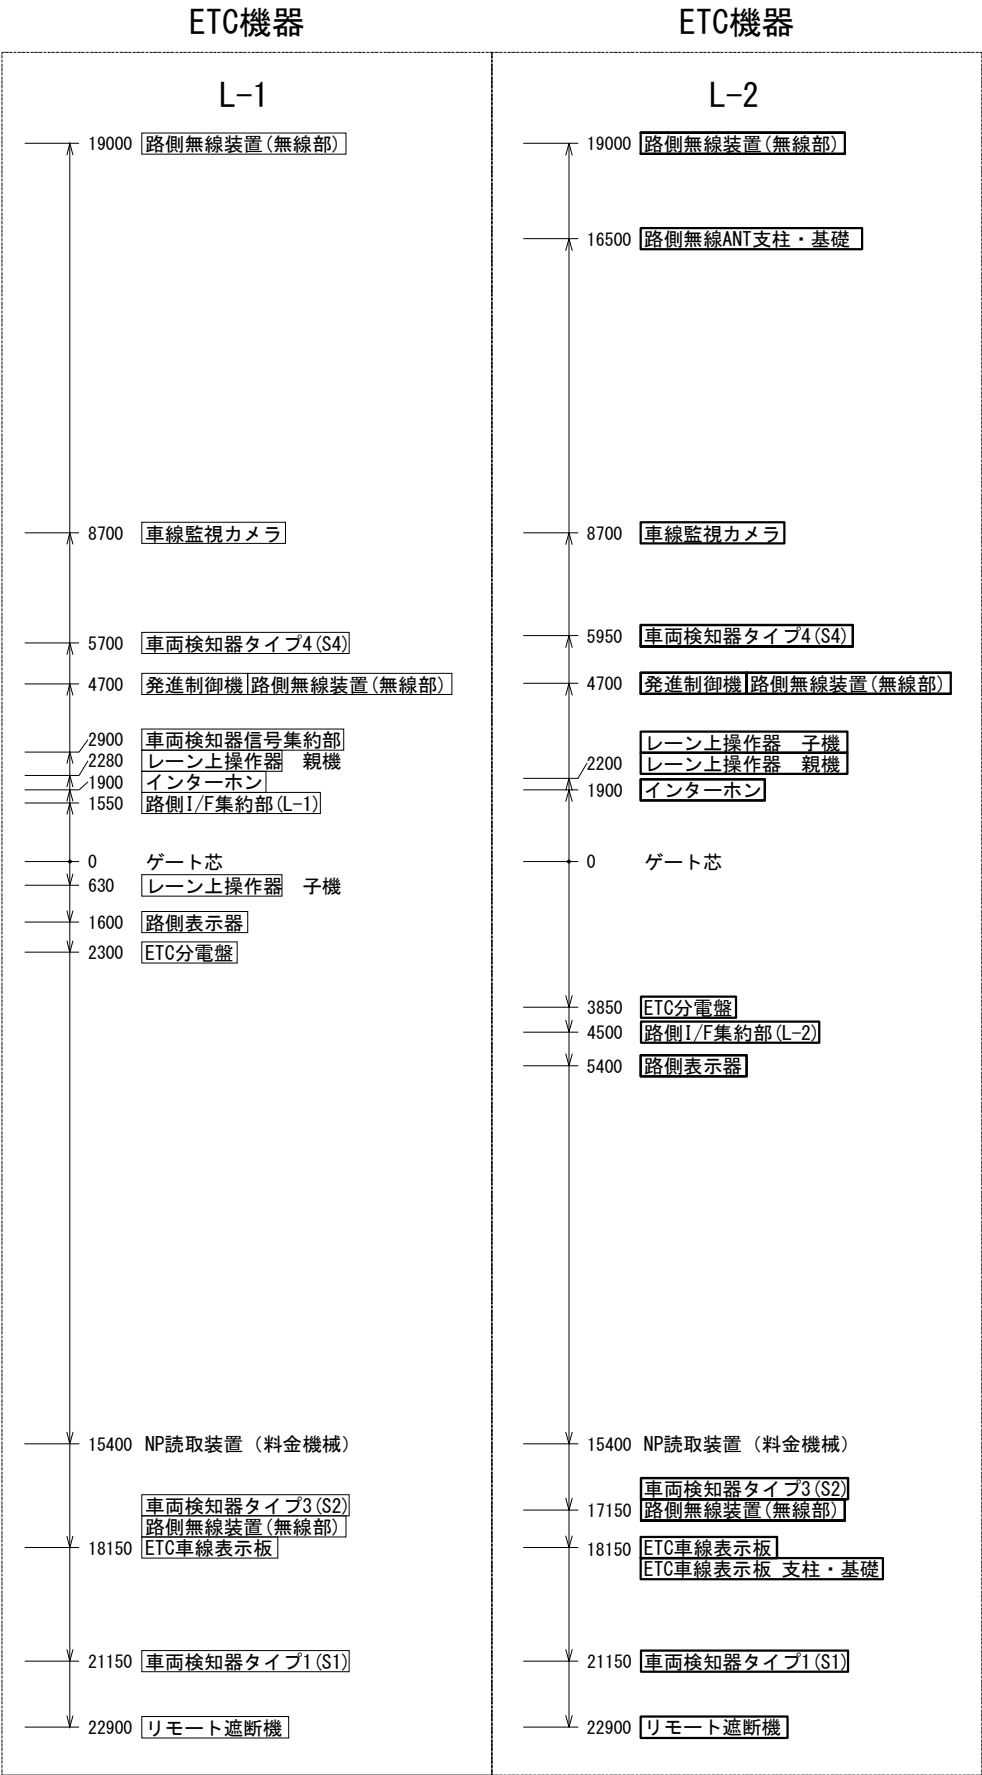 ETC機器
L-1
19000 路側無線装置(無線部)
8700 車線監視カメラ
5700 車両検知器タイプ4(S4)
4700 発進制御機 路側無線装置(無線部)
2900 車両検知器信号集約部
2280 レーン上操作器 親機
1900 インターホン
1550 路側I/F集約部(L-1)
0 ゲート芯
630 レーン上操作器 子機
1600 路側表示器
2300 ETC分電盤
15400 NP読取装置（料金機械）
車両検知器タイプ3(S2)
路側無線装置(無線部)
18150 ETC車線表示板
21150 車両検知器タイプ1(S1)
22900 リモート遮断機
ETC機器
L-2
19000 路側無線装置(無線部)
16500 路側無線ANT支柱・基礎
8700 車線監視カメラ
5950 車両検知器タイプ4(S4)
4700 発進制御機 路側無線装置(無線部)
レーン上操作器 子機
2200 レーン上操作器 親機
1900 インターホン
0 ゲート芯
3850 ETC分電盤
4500 路側I/F集約部(L-2)
5400 路側表示器
15400 NP読取装置（料金機械）
車両検知器タイプ3(S2)
17150 路側無線装置(無線部)
18150 ETC車線表示板
ETC車線表示板 支柱・基礎
21150 車両検知器タイプ1(S1)
22900 リモート遮断機